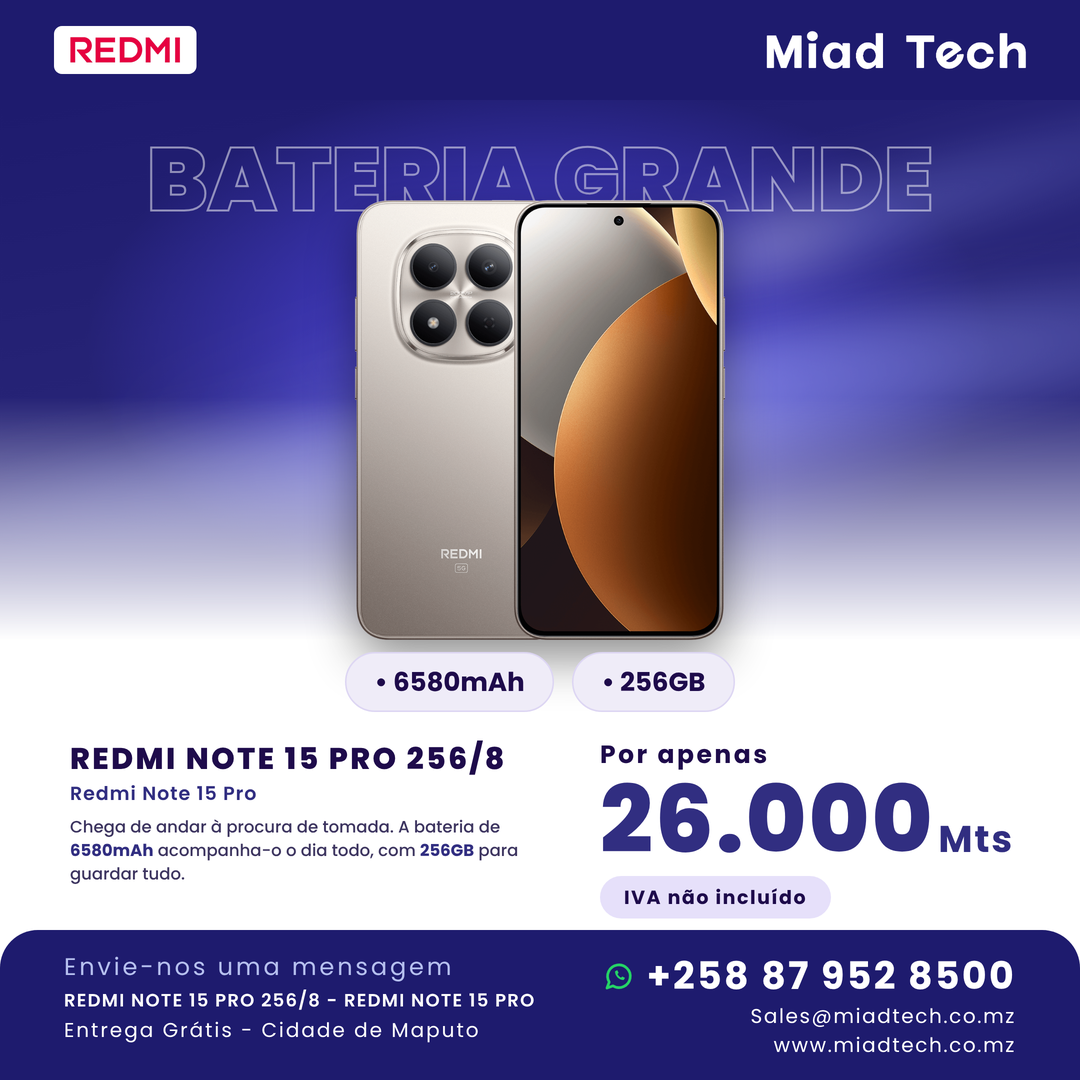 REDMI
Miad Tech
BATERIA GRANDE
REDMI
5G
• 6580mAh
• 256GB
REDMI NOTE 15 PRO 256/8
Redmi Note 15 Pro
Chega de andar à procura de tomada. A bateria de
6580mAh acompanha-o o dia todo, com 256GB para
guardar tudo.
Por apenas
26.000 Mts
IVA não incluído
Envie-nos uma mensagem
REDMI NOTE 15 PRO 256/8 - REDMI NOTE 15 PRO
Entrega Grátis - Cidade de Maputo
+258 87 952 8500
Sales@miadtech.co.mz
www.miadtech.co.mz